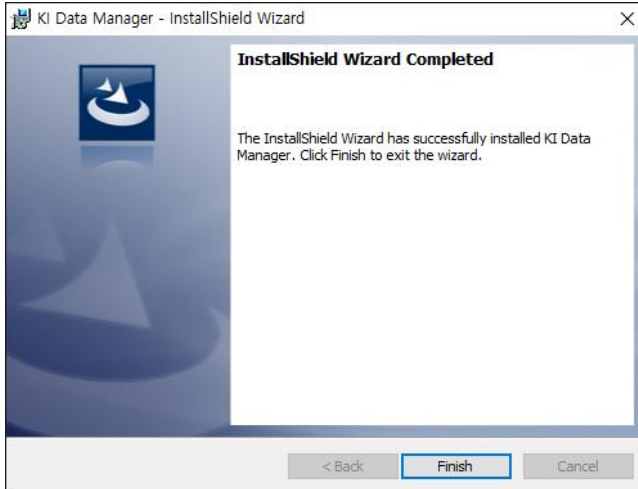 KI Data Manager - InstallShield Wizard
InstallShield Wizard Completed
The InstallShield Wizard has successfully installed KI Data
Manager. Click Finish to exit the wizard.
< Back
Finish
Cancel